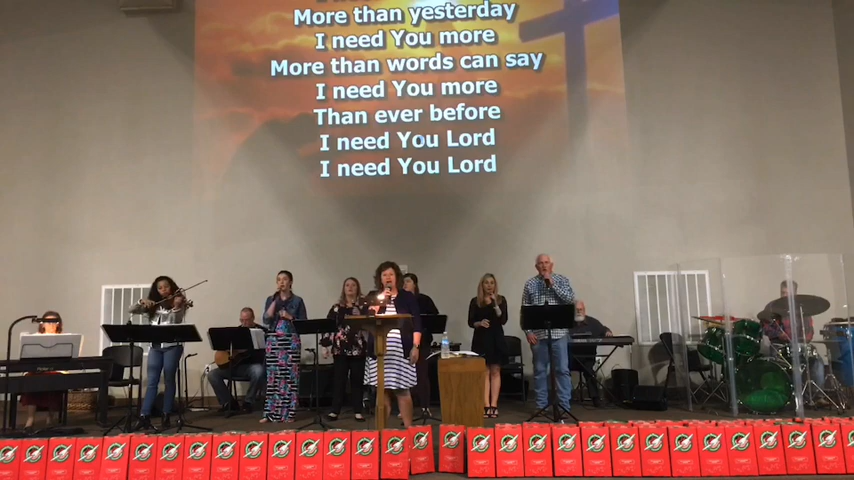 More than yesterday
I need You more
More than words can say
I need You more
Than ever before
I need You Lord
I need You Lord